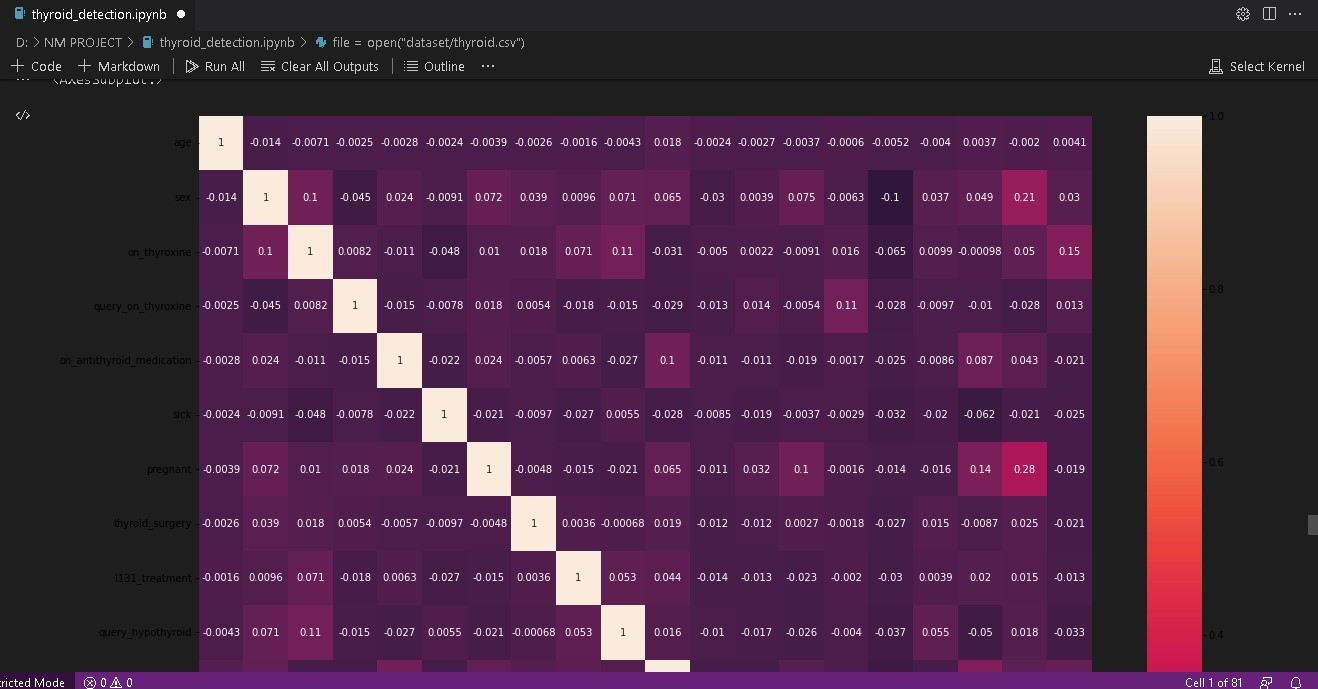 thyroid_detection.ipynb ●
D: > NM PROJECT > thyroid_detection.ipynb > file = open("dataset/thyroid.csv")
+ Code + Markdown Run All Clear All Outputs Outline ... Select Kernel
... <AxesSubplot:>
age 1 -0.014 -0.0071 -0.0025 -0.0028 -0.0024 -0.0039 -0.0026 -0.0016 -0.0043 0.018 -0.0024 -0.0027 -0.0037 -0.0006 -0.0052 -0.004 0.0037 -0.002 0.0041 1.0
sex -0.014 1 0.1 -0.045 0.024 -0.0091 0.072 0.039 0.0096 0.071 0.065 -0.03 0.0039 0.075 -0.0063 -0.1 0.037 0.049 0.21 0.03
on_thyroxine -0.0071 0.1 1 0.0082 -0.011 -0.048 0.01 0.018 0.071 0.11 -0.031 -0.005 0.0022 -0.0091 0.016 -0.065 0.0099 -0.00098 0.05 0.15
query_on_thyroxine -0.0025 -0.045 0.0082 1 -0.015 -0.0078 0.018 0.0054 -0.018 -0.015 -0.029 -0.013 0.014 -0.0054 0.11 -0.028 -0.0097 -0.01 -0.028 0.013 0.8
on_antithyroid_medication -0.0028 0.024 -0.011 -0.015 1 -0.022 0.024 -0.0057 0.0063 -0.027 0.1 -0.011 -0.011 -0.019 -0.0017 -0.025 -0.0086 0.087 0.043 -0.021
sick -0.0024 -0.0091 -0.048 -0.0078 -0.022 1 -0.021 -0.0097 -0.027 0.0055 -0.028 -0.0085 -0.019 -0.0037 -0.0029 -0.032 -0.02 -0.062 -0.021 -0.025
pregnant -0.0039 0.072 0.01 0.018 0.024 -0.021 1 -0.0048 -0.015 -0.021 0.065 -0.011 0.032 0.1 -0.0016 -0.014 -0.016 0.14 0.28 -0.019 0.6
thyroid_surgery -0.0026 0.039 0.018 0.0054 -0.0057 -0.0097 -0.0048 1 0.0036 -0.00068 0.019 -0.012 -0.012 0.0027 -0.0018 -0.027 0.015 -0.0087 0.025 -0.021
I131_treatment -0.0016 0.0096 0.071 -0.018 0.0063 -0.027 -0.015 0.0036 1 0.053 0.044 -0.014 -0.013 -0.023 -0.002 -0.03 0.0039 0.02 0.015 -0.013
query_hypothyroid -0.0043 0.071 0.11 -0.015 -0.027 0.0055 -0.021 -0.00068 0.053 1 0.016 -0.01 -0.017 -0.026 -0.004 -0.037 0.055 -0.05 0.018 -0.033 0.4
tricted Mode 0 0 Cell 1 of 81